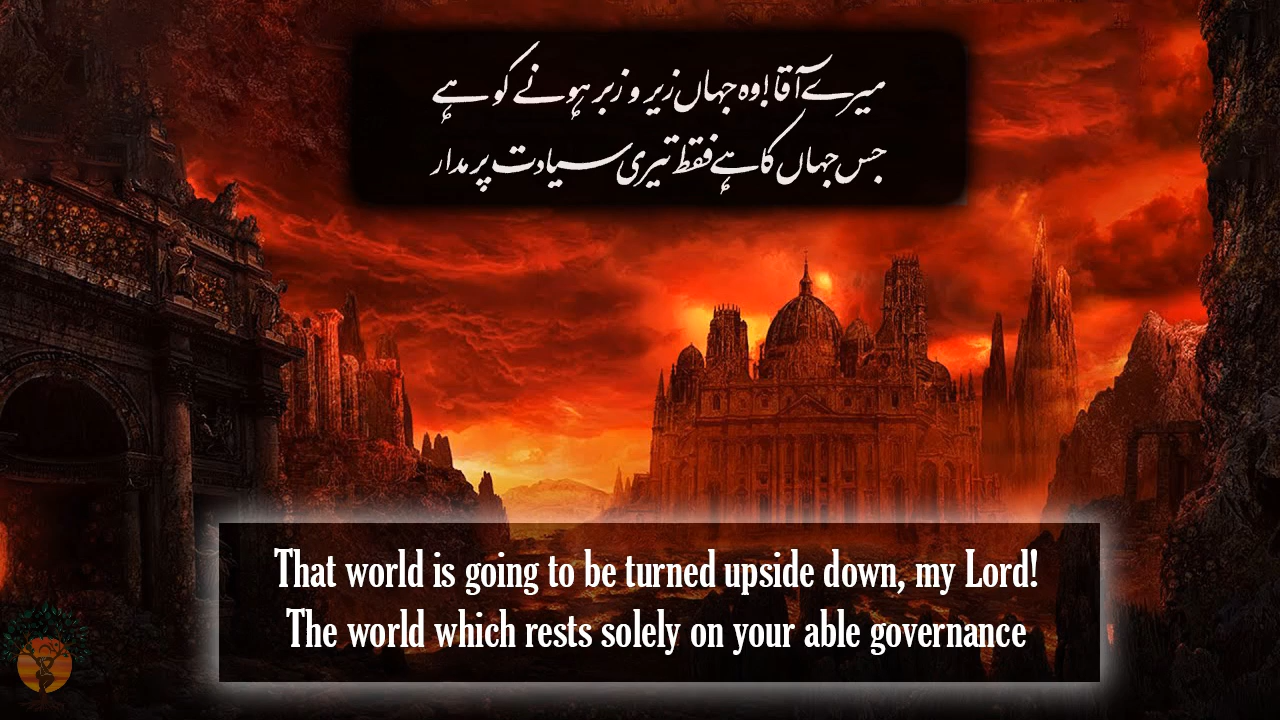 میرے آقا! وہ جہاں زیر و زبر ہونے کو ہے
جس جہاں کا ہے فقط تیری سیادت پر مدار
That world is going to be turned upside down, my Lord!
The world which rests solely on your able governance